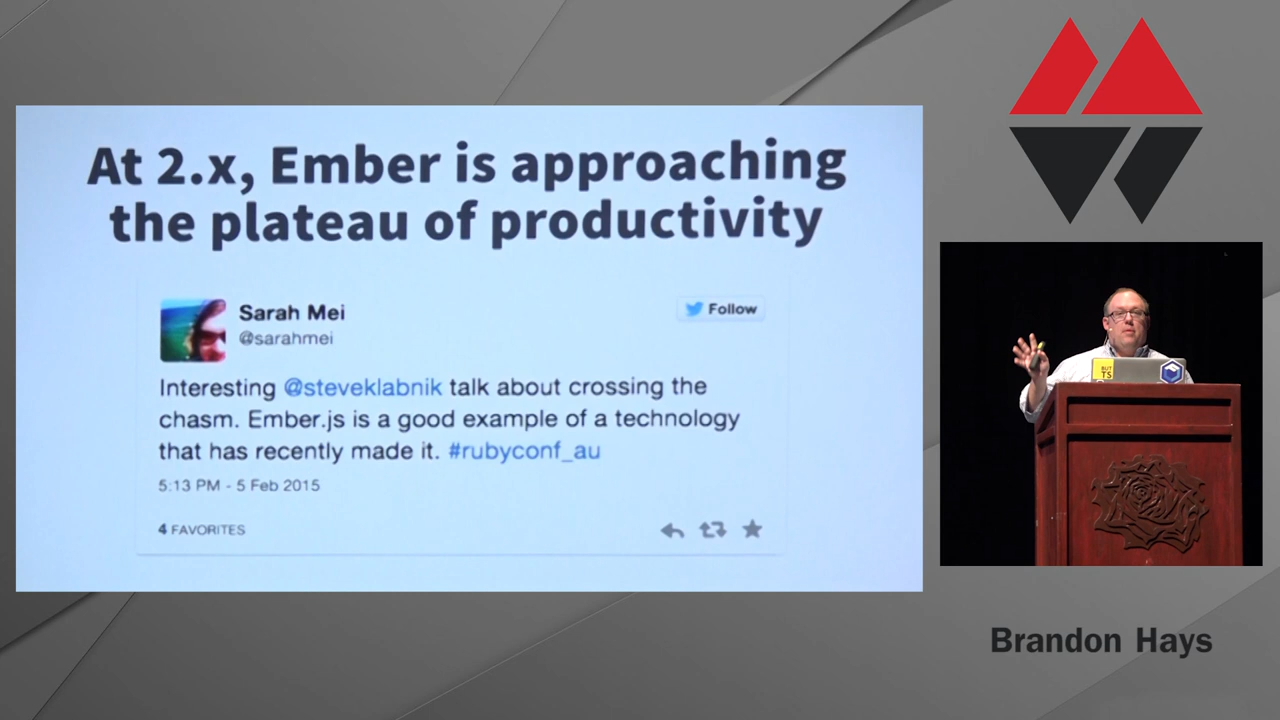 At 2.x, Ember is approaching
the plateau of productivity
Sarah Mei
@sarahmei
Follow
Interesting @steveklabnik talk about crossing the
chasm. Ember.js is a good example of a technology
that has recently made it. #rubyconf_au
5:13 PM - 5 Feb 2015
4 FAVORITES
BUT
TS
Brandon Hays